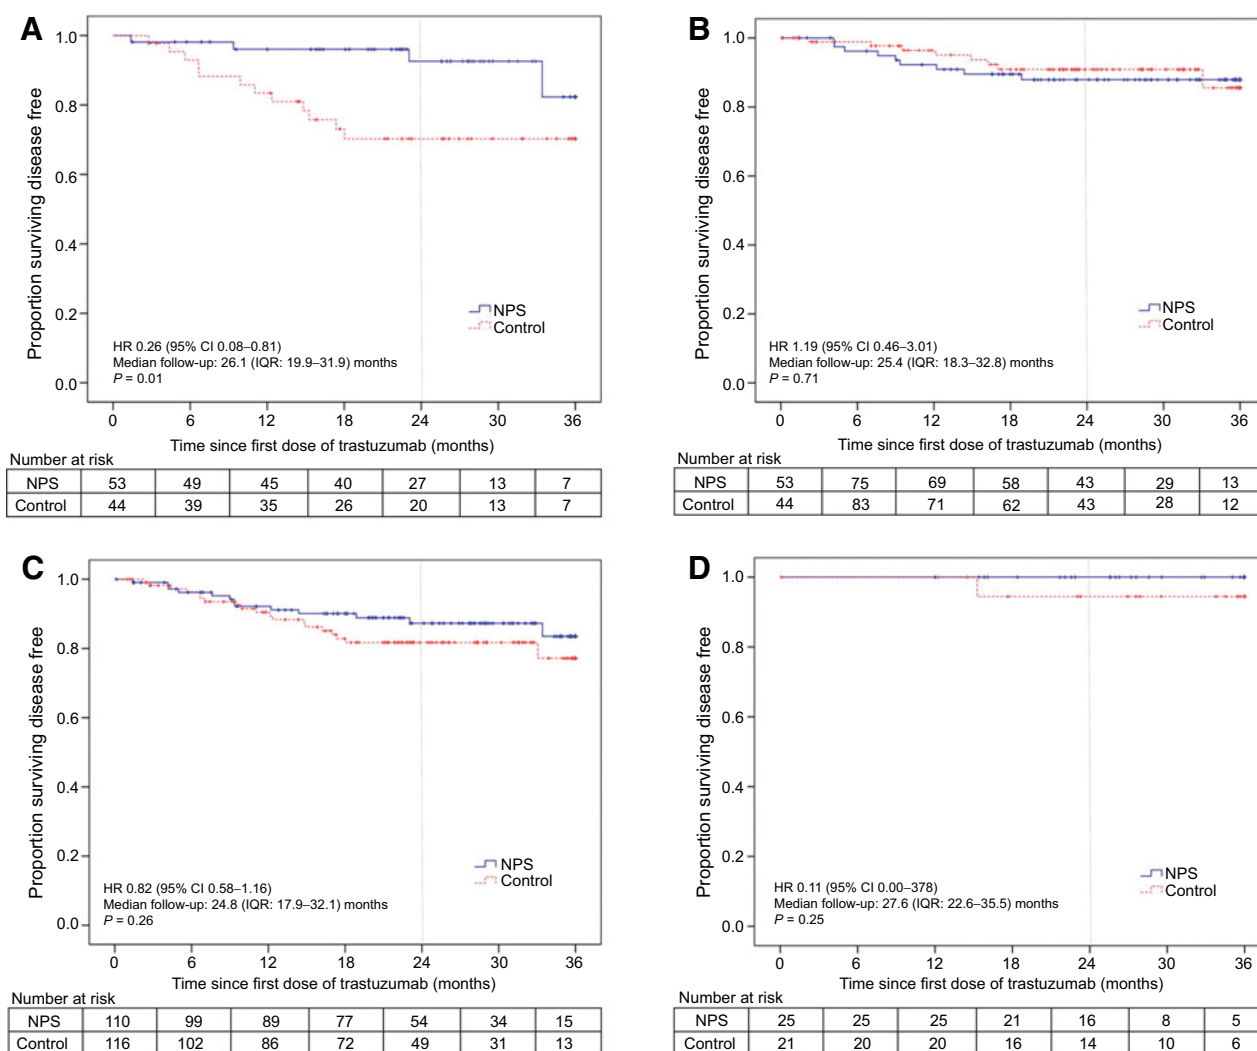 A
Proportion surviving disease free
1.0
0.8
0.6
0.4
0.2
0.0
NPS
Control
HR 0.26 (95% CI 0.08–0.81)
Median follow-up: 26.1 (IQR: 19.9–31.9) months
P = 0.01
0 6 12 18 24 30 36
Time since first dose of trastuzumab (months)
Number at risk
NPS 53 49 45 40 27 13 7
Control 44 39 35 26 20 13 7
B
Proportion surviving disease free
1.0
0.8
0.6
0.4
0.2
0.0
NPS
Control
HR 1.19 (95% CI 0.46–3.01)
Median follow-up: 25.4 (IQR: 18.3–32.8) months
P = 0.71
0 6 12 18 24 30 36
Time since first dose of trastuzumab (months)
Number at risk
NPS 53 75 69 58 43 29 13
Control 44 83 71 62 43 28 12
C
Proportion surviving disease free
1.0
0.8
0.6
0.4
0.2
0.0
NPS
Control
HR 0.82 (95% CI 0.58–1.16)
Median follow-up: 24.8 (IQR: 17.9–32.1) months
P = 0.26
0 6 12 18 24 30 36
Time since first dose of trastuzumab (months)
Number at risk
NPS 110 99 89 77 54 34 15
Control 116 102 86 72 49 31 13
D
Proportion surviving disease free
1.0
0.8
0.6
0.4
0.2
0.0
NPS
Control
HR 0.11 (95% CI 0.00–378)
Median follow-up: 27.6 (IQR: 22.6–35.5) months
P = 0.25
0 6 12 18 24 30 36
Time since first dose of trastuzumab (months)
Number at risk
NPS 25 25 25 21 16 8 5
Control 21 20 20 16 14 10 6